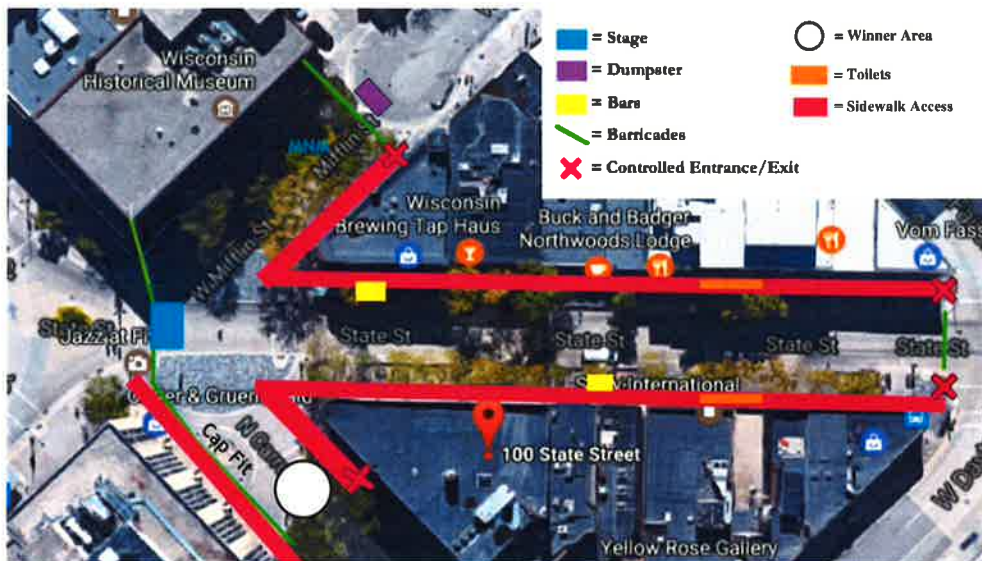 Wisconsin
Historical Museum
= Stage
= Dumpster
= Bars
= Barricades
= Controlled Entrance/Exit
= Winner Area
= Toilets
= Sidewalk Access
Mifflin St
Wisconsin
Brewing Tap Haus
Buck and Badger
Northwoods Lodge
Vom Fass
W Mifflin St
State St
Jazz at
State St
State St
State St
State St
International
Cap Fit.
100 State Street
Yellow Rose Gallery